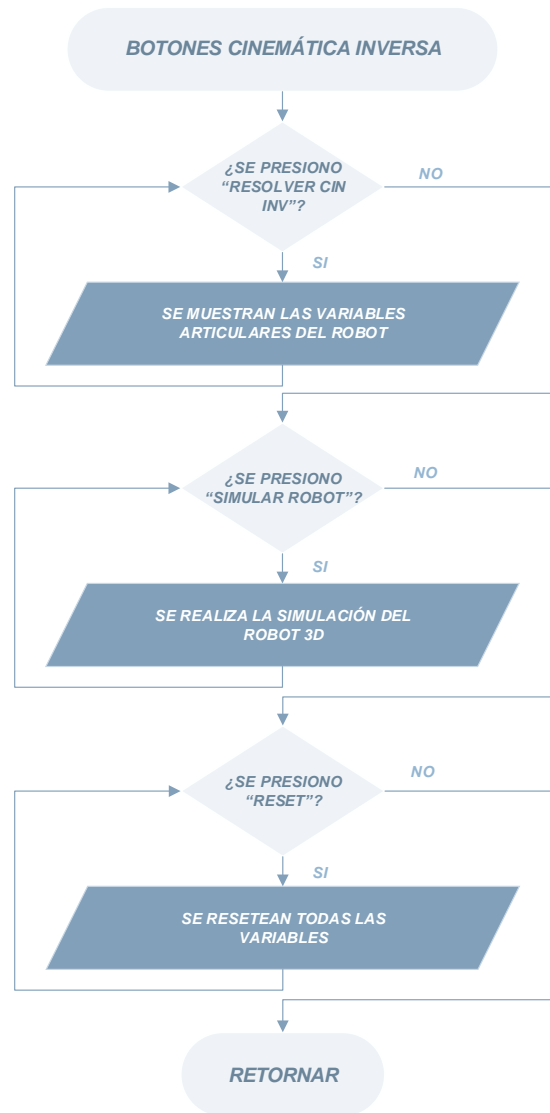 BOTONES CINEMÁTICA INVERSA
¿SE PRESIONO
“RESOLVER CIN
INV”?
NO
SI
SE MUESTRAN LAS VARIABLES
ARTICULARES DEL ROBOT
¿SE PRESIONO
“SIMULAR ROBOT”?
NO
SI
SE REALIZA LA SIMULACIÓN DEL
ROBOT 3D
¿SE PRESIONO
“RESET”?
NO
SI
SE RESETEAN TODAS LAS
VARIABLES
RETORNAR